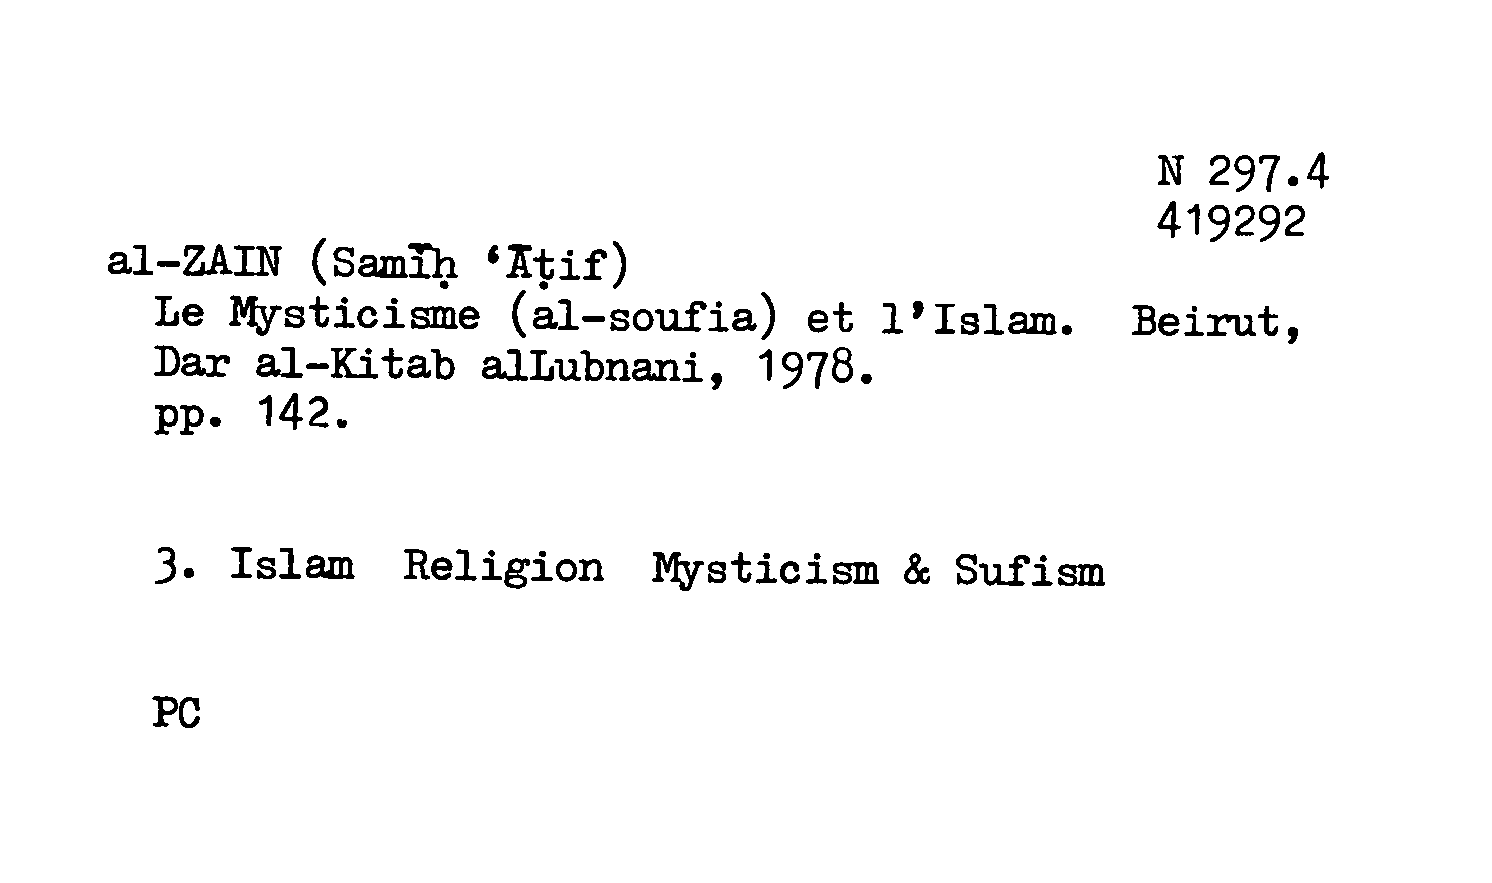 N 297.4
419292
al-ZAIN (Samīḥ ‘Āṭif)
Le Mysticisme (al-soufia) et l'Islam. Beirut,
Dar al-Kitab alLubnani, 1978.
pp. 142.
3. Islam Religion Mysticism & Sufism
PC